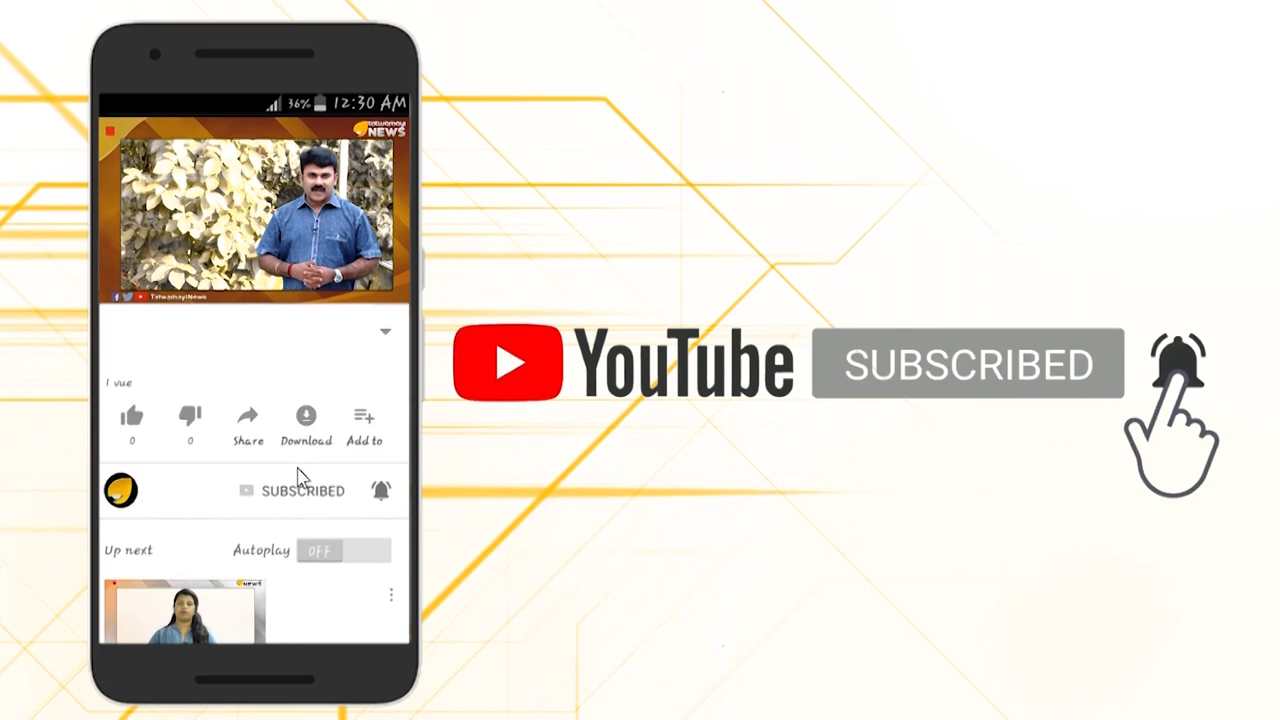 36% 12:30 AM
tatwamayi
NEWS
TatwamayiNews
1 vue
0 0 Share Download Add to
SUBSCRIBED
Up next Autoplay OFF
NEWS
YouTube SUBSCRIBED